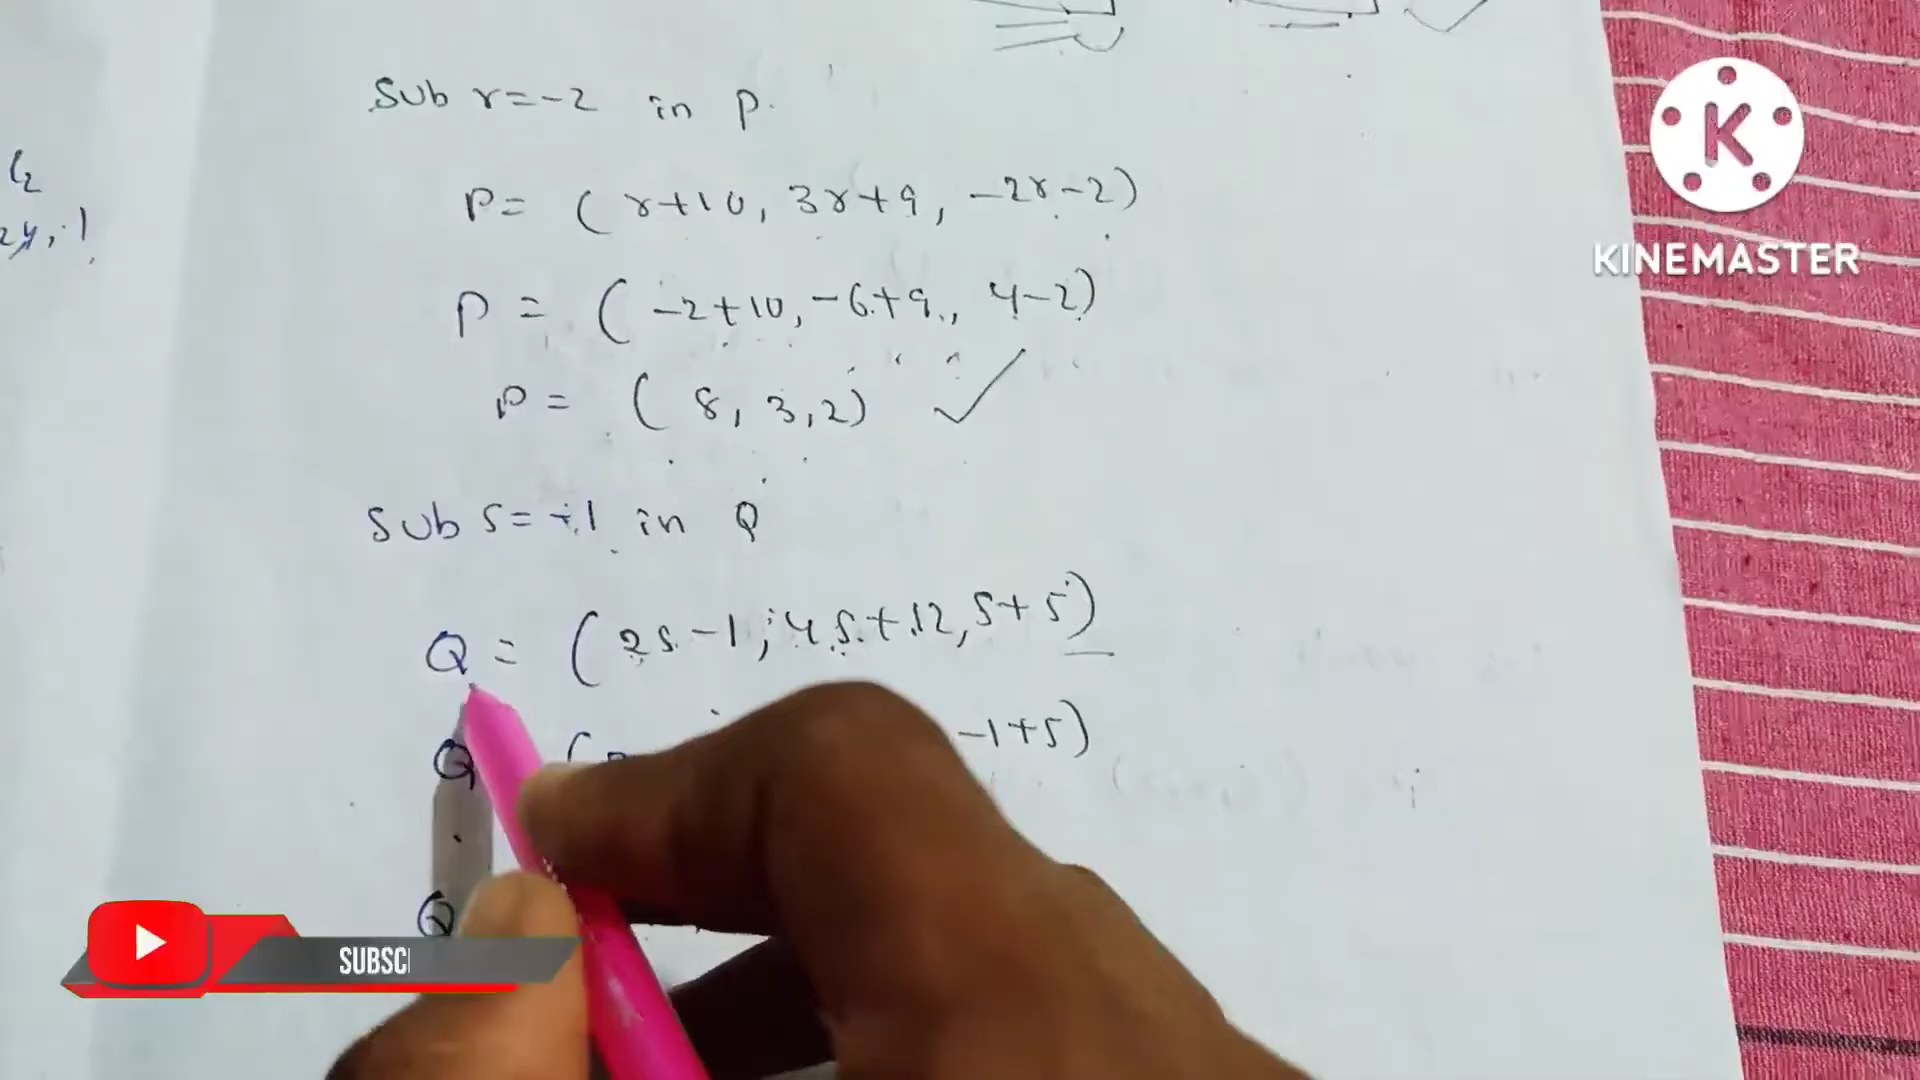 Sub r=-2 in P.
l2
P= (r+10, 3r+9, -2r-2)
P = (-2+10, -6+9, 4-2)
P = (8, 3, 2) ✓
Sub s=-1 in Q
Q = (2s-1, 4s+12, s+5)
Q ( -1+5)
Q
KINEMASTER
SUBSC